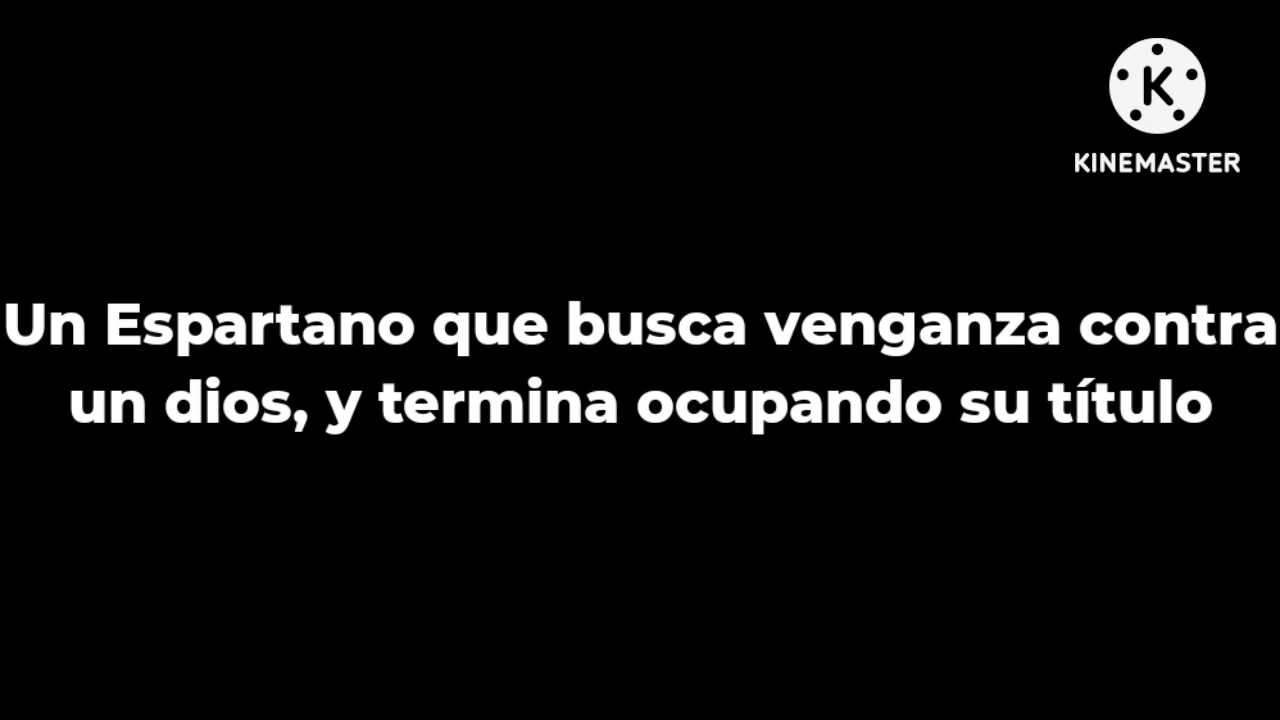 KINEMASTER
Un Espartano que busca venganza contra
un dios, y termina ocupando su título